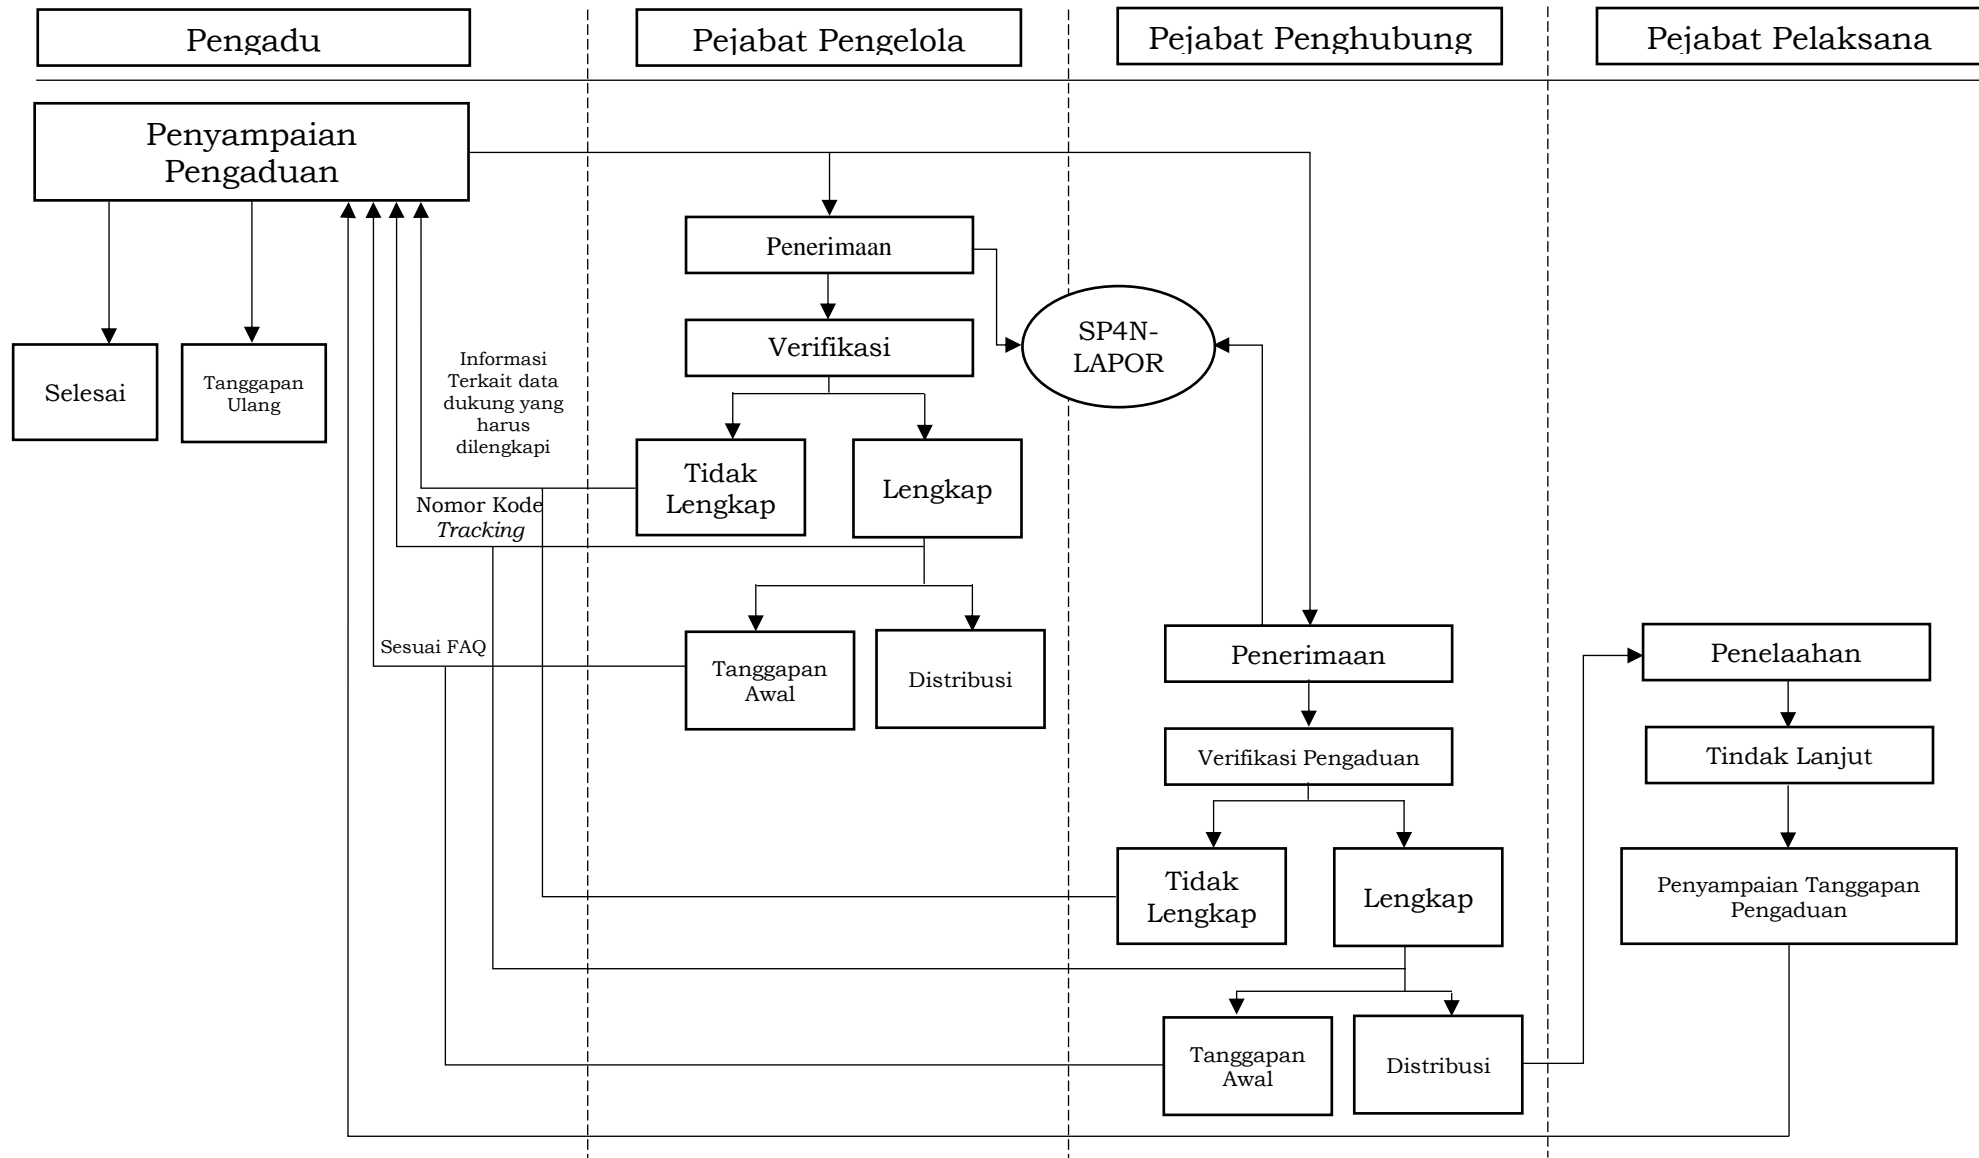 Pengadu
Pejabat Pengelola
Pejabat Penghubung
Pejabat Pelaksana
Penyampaian
Pengaduan
Selesai
Tanggapan
Ulang
Informasi
Terkait data
dukung yang
harus
dilengkapi
Nomor Kode
Tracking
Sesuai FAQ
Penerimaan
Verifikasi
Tidak
Lengkap
Lengkap
Tanggapan
Awal
Distribusi
SP4N-
LAPOR
Penerimaan
Verifikasi Pengaduan
Tidak
Lengkap
Lengkap
Tanggapan
Awal
Distribusi
Penelaahan
Tindak Lanjut
Penyampaian Tanggapan
Pengaduan